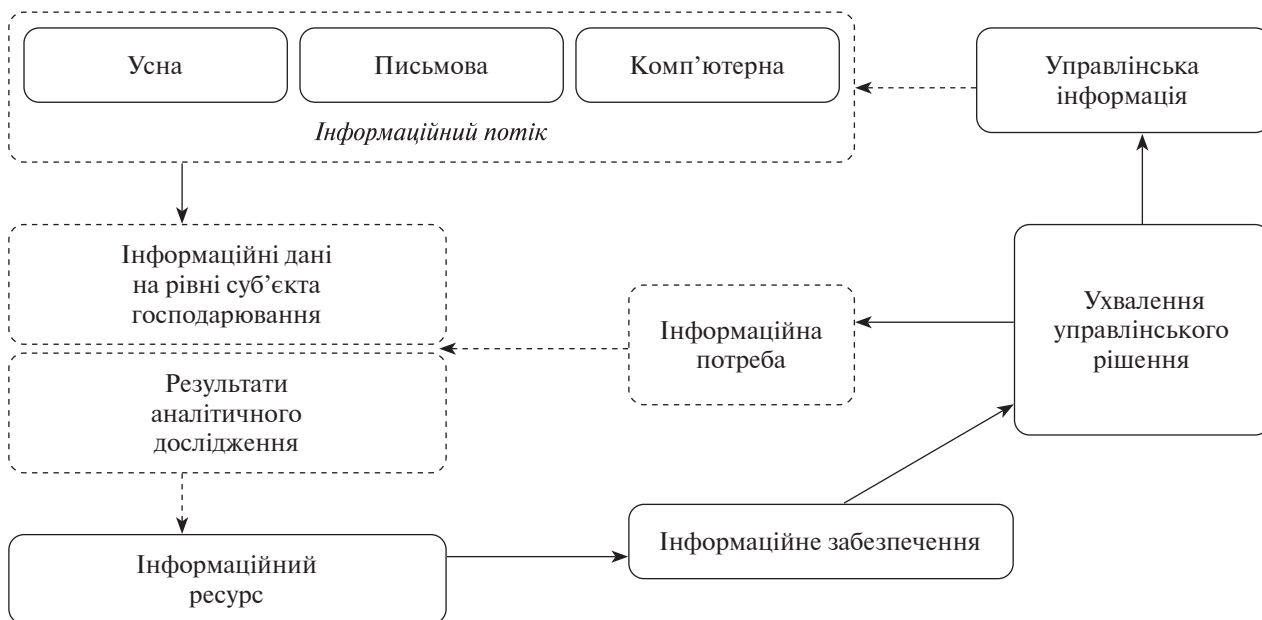 Усна
Письмова
Комп’ютерна
Інформаційний потік
Управлінська
інформація
Інформаційні дані
на рівні суб’єкта
господарювання
Інформаційна
потреба
Ухвалення
управлінського
рішення
Результати
аналітичного
дослідження
Інформаційне забезпечення
Інформаційний
ресурс